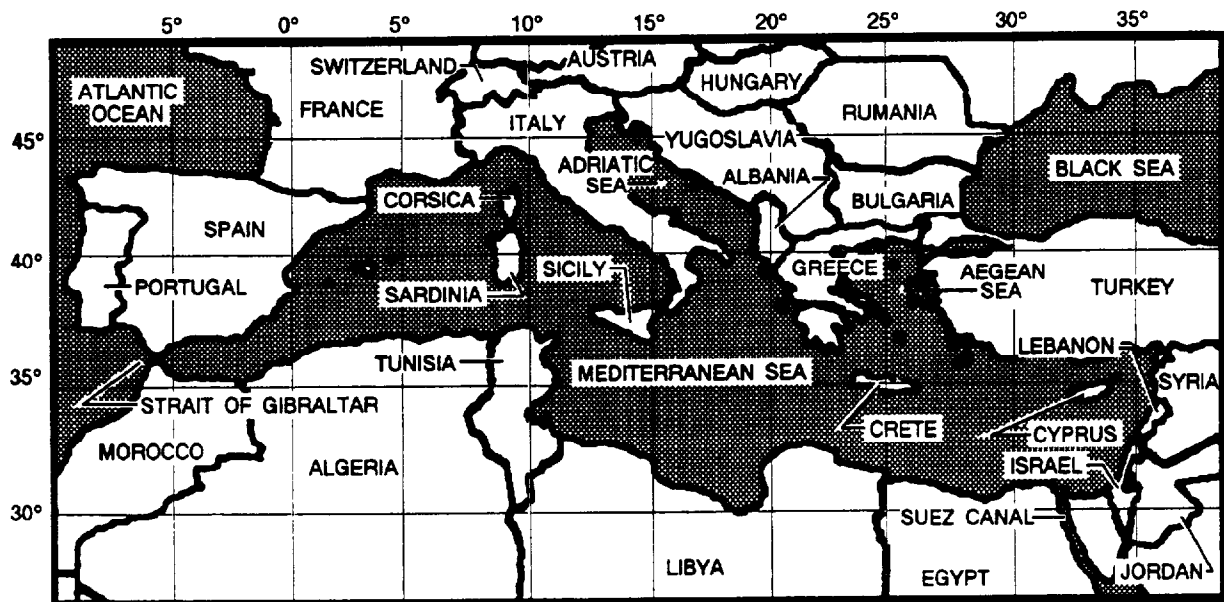 5° 0° 5° 10° 15° 20° 25° 30° 35°
SWITZERLAND
AUSTRIA
HUNGARY
ATLANTIC
OCEAN
FRANCE
RUMANIA
ITALY
45°
YUGOSLAVIA
ADRIATIC
SEA
ALBANIA
BLACK SEA
CORSICA
BULGARIA
SPAIN
40°
SICILY
GREECE
AEGEAN
SEA
PORTUGAL
SARDINIA
TURKEY
LEBANON
TUNISIA
MEDITERRANEAN SEA
35°
SYRIA
STRAIT OF GIBRALTAR
CRETE
CYPRUS
MOROCCO
ALGERIA
ISRAEL
30°
SUEZ CANAL
LIBYA
EGYPT
JORDAN